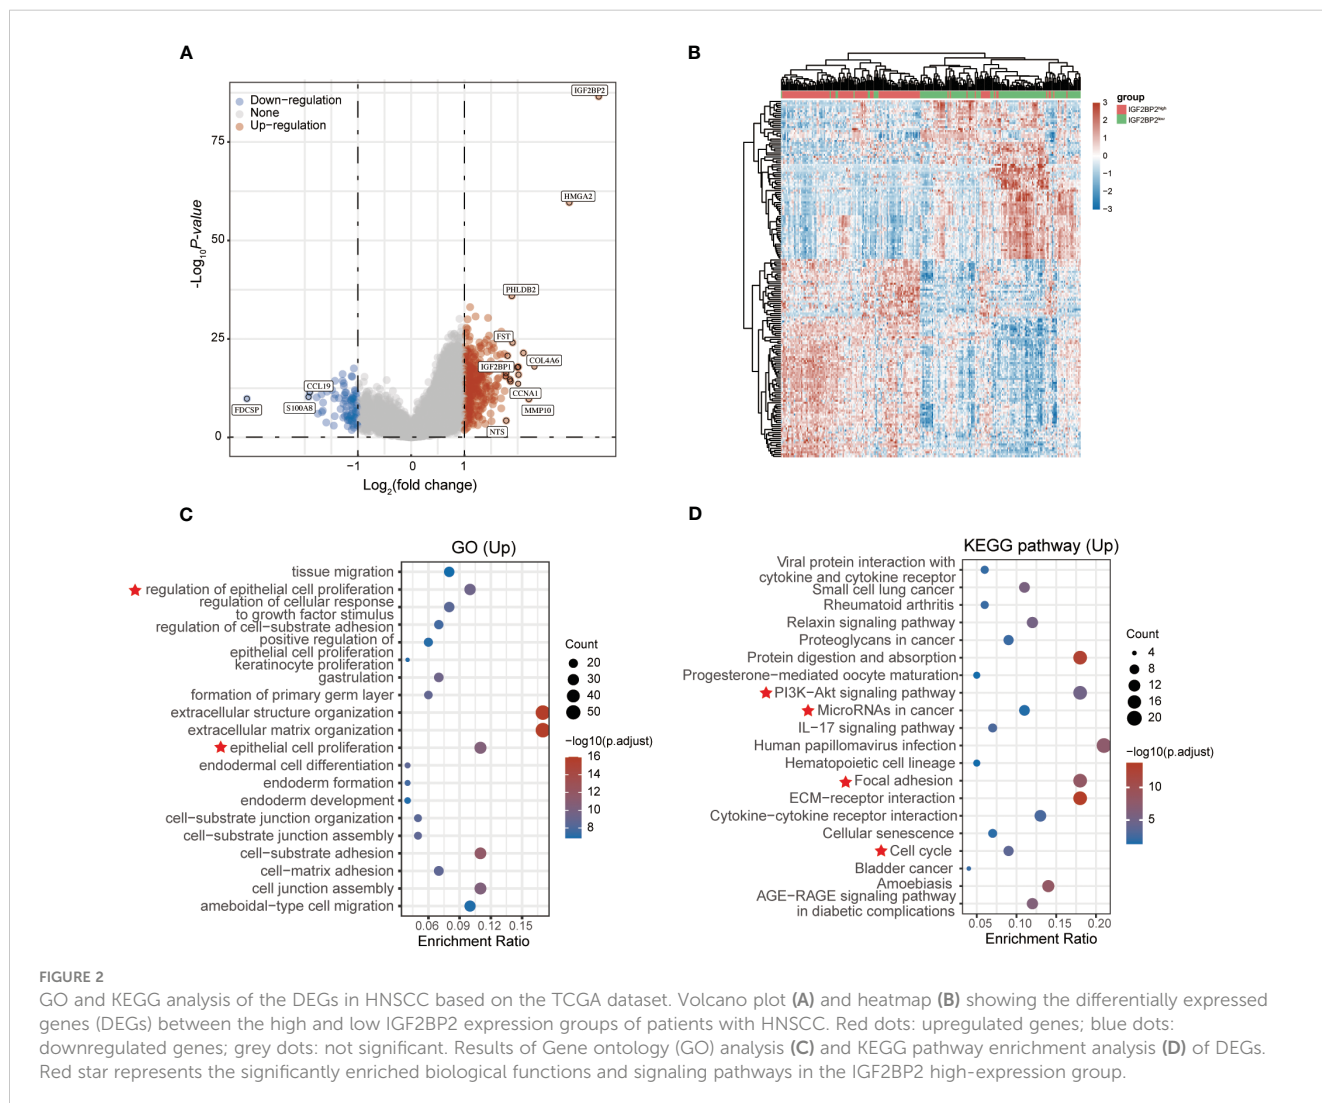 A
Down-regulation
None
Up-regulation
IGF2BP2
HMGA2
PHLDB2
FST
COL4A6
IGF2BP1
CCNA1
MMP10
NTS
CCL19
S100A8
FDCSP
75
50
25
0
-Log10P-value
−1 0 1
Log2(fold change)
B
group
IGF2BP2high
IGF2BP2low
3
2
1
0
−1
−2
−3
C
GO (Up)
tissue migration
regulation of epithelial cell proliferation
regulation of cellular response
to growth factor stimulus
regulation of cell−substrate adhesion
positive regulation of
epithelial cell proliferation
keratinocyte proliferation
gastrulation
formation of primary germ layer
extracellular structure organization
extracellular matrix organization
epithelial cell proliferation
endodermal cell differentiation
endoderm formation
endoderm development
cell−substrate junction organization
cell−substrate junction assembly
cell−substrate adhesion
cell−matrix adhesion
cell junction assembly
ameboidal−type cell migration
0.06 0.09 0.12 0.15
Enrichment Ratio
Count
20
30
40
50
−log10(p.adjust)
16
14
12
10
8
D
KEGG pathway (Up)
Viral protein interaction with
cytokine and cytokine receptor
Small cell lung cancer
Rheumatoid arthritis
Relaxin signaling pathway
Proteoglycans in cancer
Protein digestion and absorption
Progesterone−mediated oocyte maturation
PI3K−Akt signaling pathway
MicroRNAs in cancer
IL−17 signaling pathway
Human papillomavirus infection
Hematopoietic cell lineage
Focal adhesion
ECM−receptor interaction
Cytokine−cytokine receptor interaction
Cellular senescence
Cell cycle
Bladder cancer
Amoebiasis
AGE−RAGE signaling pathway
in diabetic complications
0.05 0.10 0.15 0.20
Enrichment Ratio
Count
4
8
12
16
20
−log10(p.adjust)
10
5
FIGURE 2
GO and KEGG analysis of the DEGs in HNSCC based on the TCGA dataset. Volcano plot (A) and heatmap (B) showing the differentially expressed
genes (DEGs) between the high and low IGF2BP2 expression groups of patients with HNSCC. Red dots: upregulated genes; blue dots:
downregulated genes; grey dots: not significant. Results of Gene ontology (GO) analysis (C) and KEGG pathway enrichment analysis (D) of DEGs.
Red star represents the significantly enriched biological functions and signaling pathways in the IGF2BP2 high-expression group.